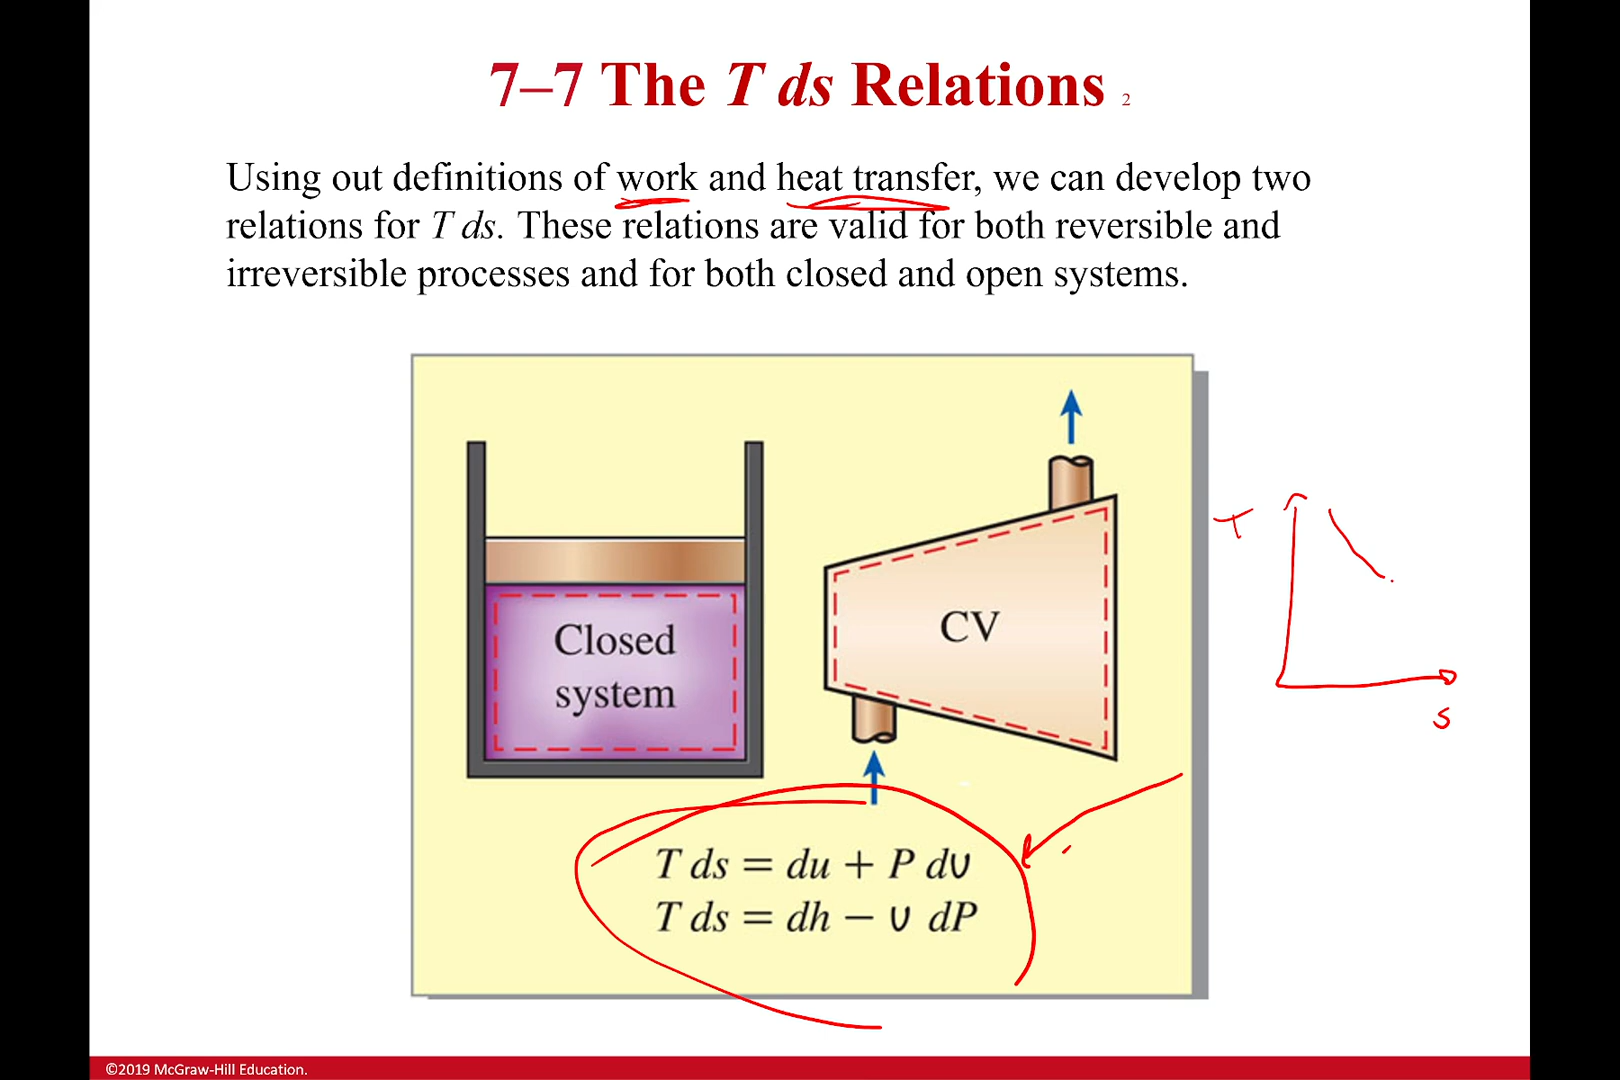 7–7 The T ds Relations 2
Using out definitions of work and heat transfer, we can develop two
relations for T ds. These relations are valid for both reversible and
irreversible processes and for both closed and open systems.
Closed
system
CV
T
s
T ds = du + P dυ
T ds = dh − υ dP
©2019 McGraw-Hill Education.